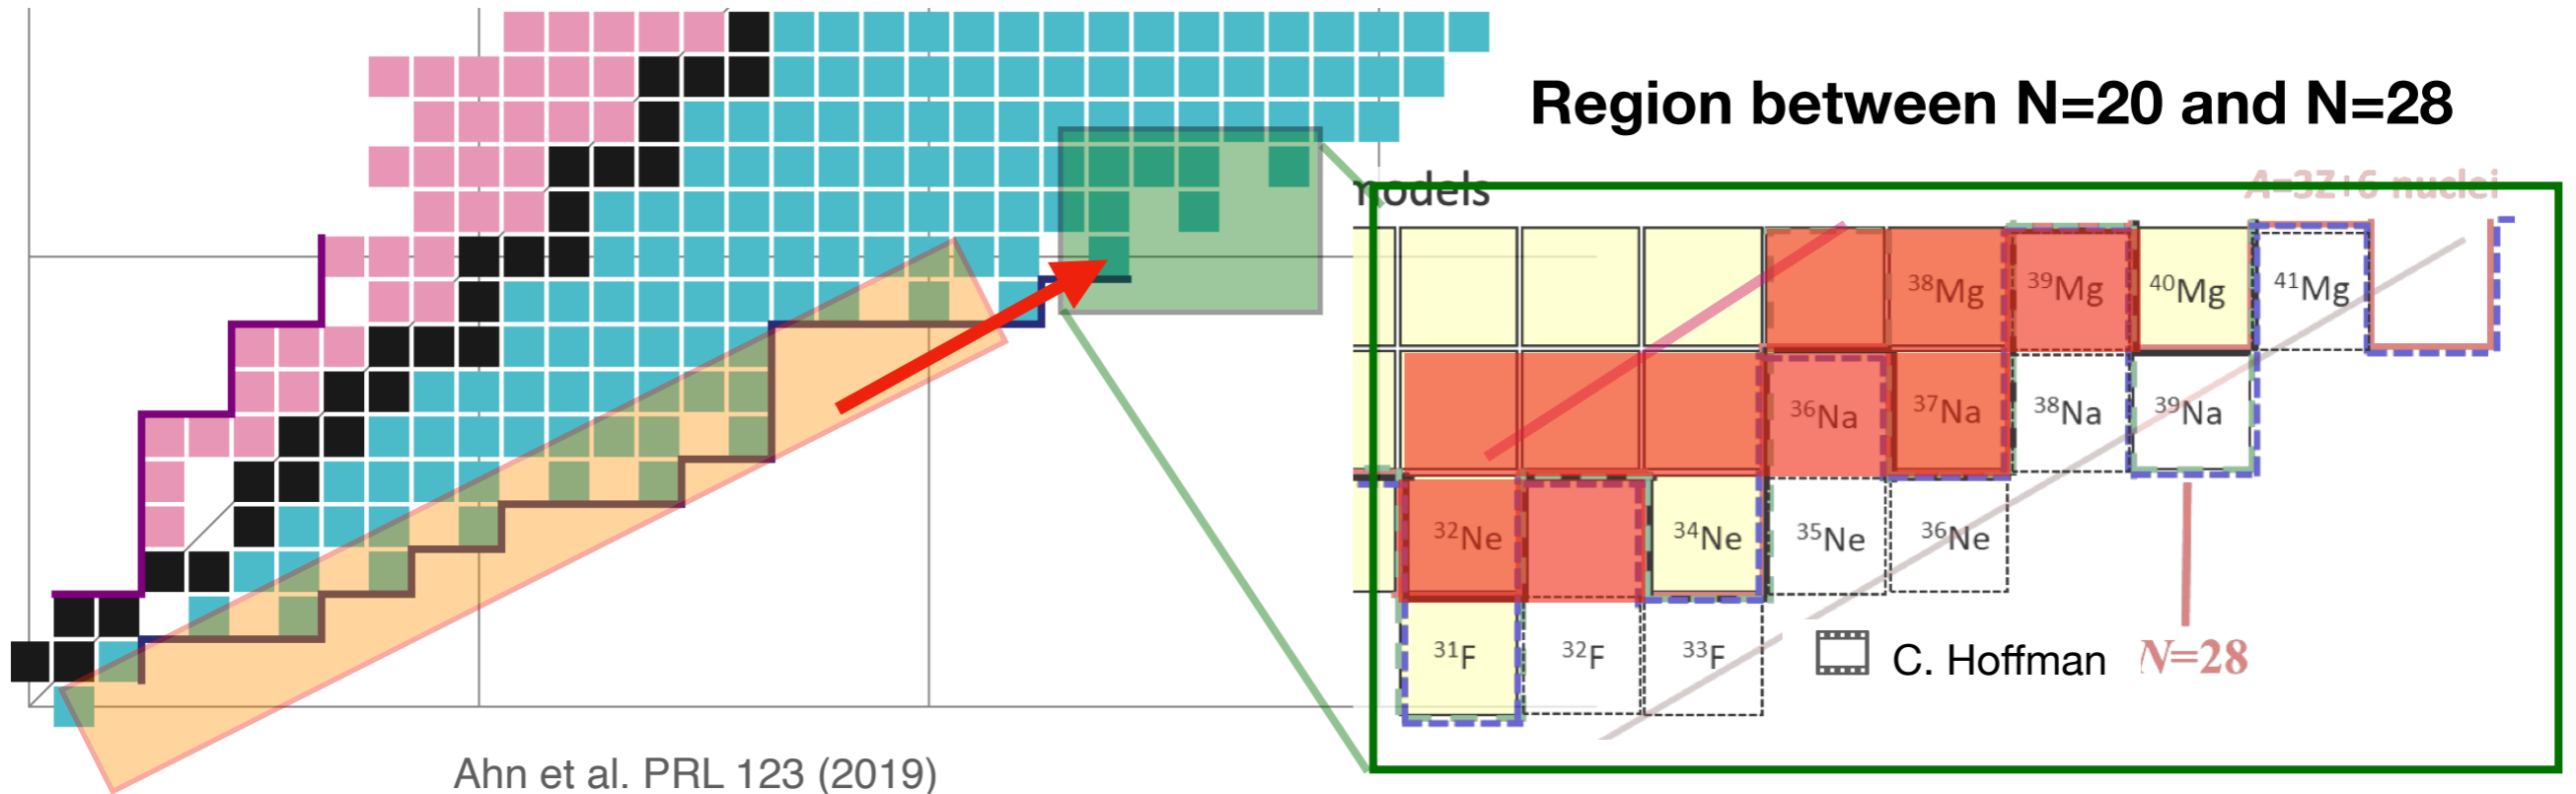 Region between N=20 and N=28
models
A=3Z+6 nuclei
³⁸Mg
³⁹Mg
⁴⁰Mg
⁴¹Mg
³⁶Na
³⁷Na
³⁸Na
³⁹Na
³²Ne
³⁴Ne
³⁵Ne
³⁶Ne
³¹F
³²F
³³F
C. Hoffman
N=28
Ahn et al. PRL 123 (2019)